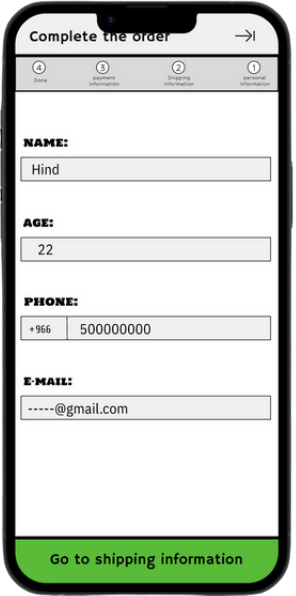 Complete the order
4 3 2 1
Done payment information Shipping information personal information
NAME:
Hind
AGE:
22
PHONE:
+966 500000000
E-MAIL:
-----@gmail.com
Go to shipping information